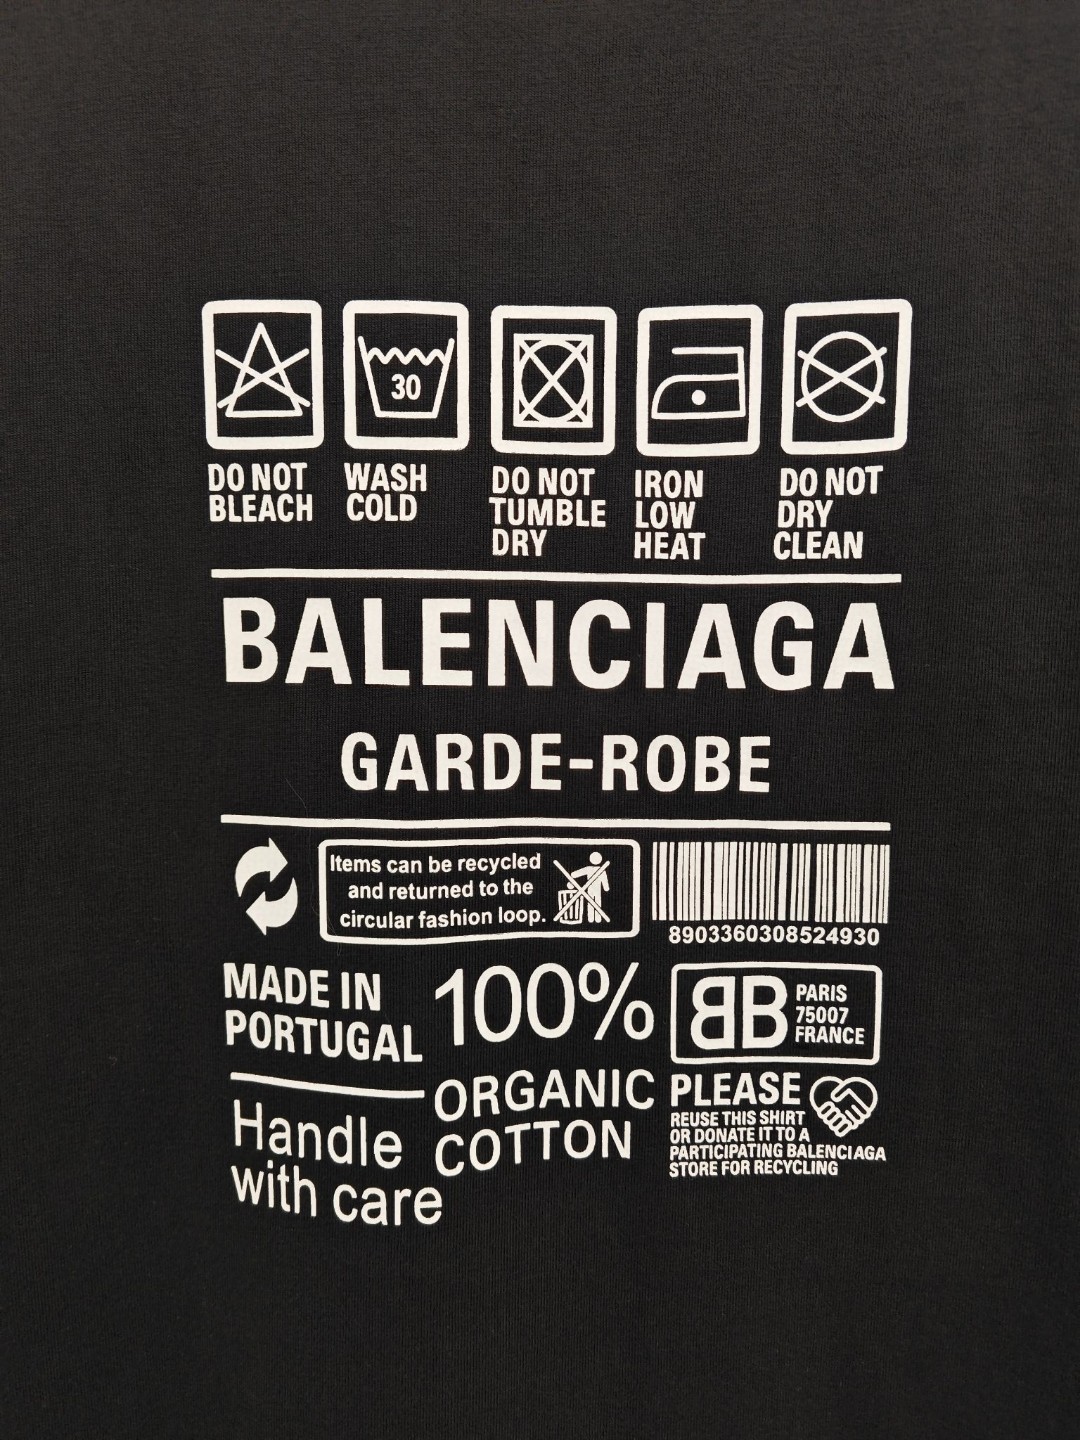 30
DO NOT
BLEACH
WASH
COLD
DO NOT
TUMBLE
DRY
IRON
LOW
HEAT
DO NOT
DRY
CLEAN
BALENCIAGA
GARDE-ROBE
Items can be recycled
and returned to the
circular fashion loop.
8903360308524930
MADE IN
PORTUGAL
100%
ORGANIC
COTTON
BB
PARIS
75007
FRANCE
Handle
with care
PLEASE
REUSE THIS SHIRT
OR DONATE IT TO A
PARTICIPATING BALENCIAGA
STORE FOR RECYCLING